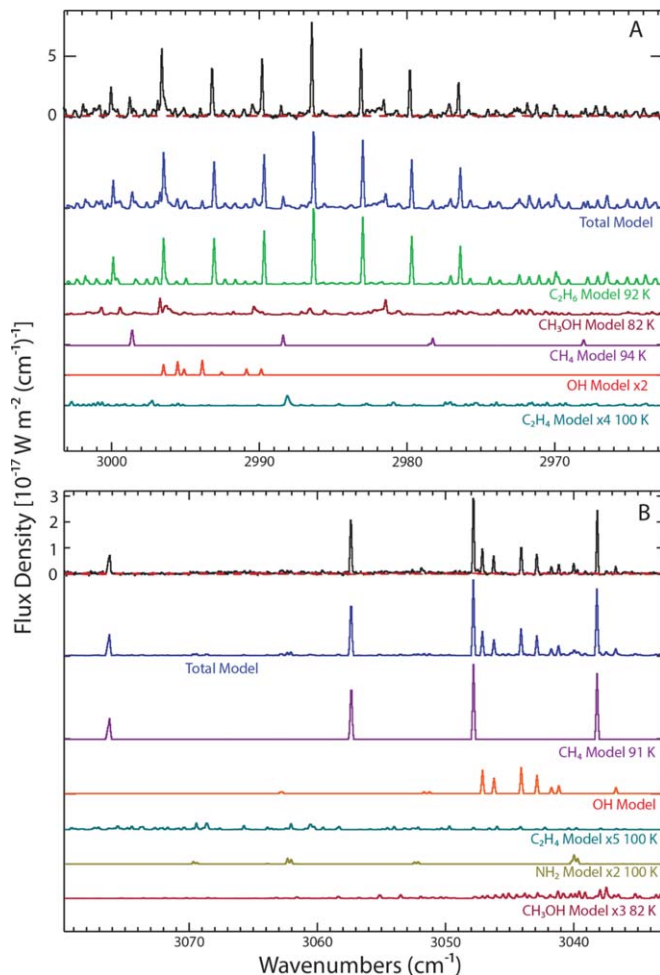 A
5
0
Total Model
C₂H₆ Model 92 K
CH₃OH Model 82 K
CH₄ Model 94 K
OH Model x2
C₂H₄ Model x4 100 K
3000 2990 2980 2970
Flux Density [10⁻¹⁷ W m⁻² (cm⁻¹)⁻¹)
B
3
2
1
0
Total Model
CH₄ Model 91 K
OH Model
C₂H₄ Model x5 100 K
NH₂ Model x2 100 K
CH₃OH Model x3 82 K
3070 3060 3050 3040
Wavenumbers (cm⁻¹)